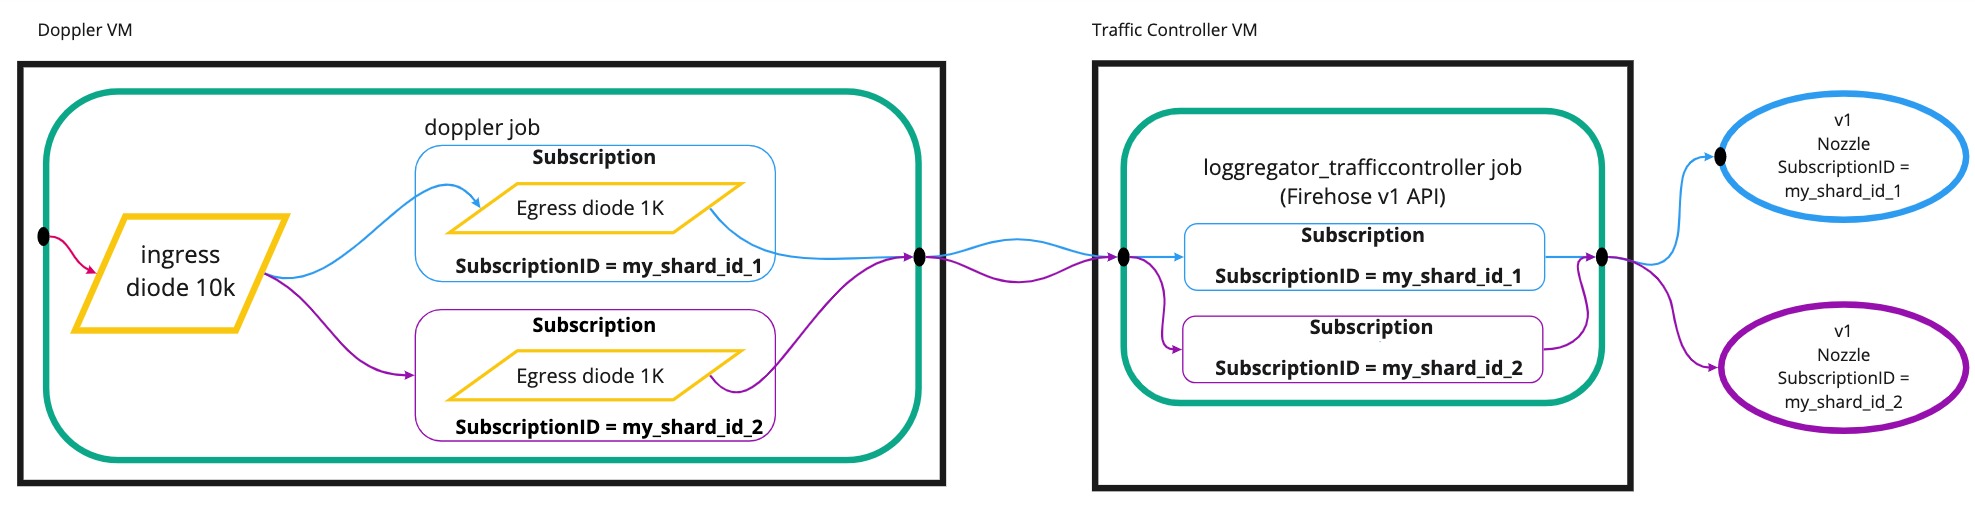 Doppler VM
doppler job
ingress
diode 10k
Subscription
Egress diode 1K
SubscriptionID = my_shard_id_1
Subscription
Egress diode 1K
SubscriptionID = my_shard_id_2
Traffic Controller VM
loggregator_trafficcontroller job
(Firehose v1 API)
Subscription
SubscriptionID = my_shard_id_1
Subscription
SubscriptionID = my_shard_id_2
v1
Nozzle
SubscriptionID =
my_shard_id_1
v1
Nozzle
SubscriptionID =
my_shard_id_2